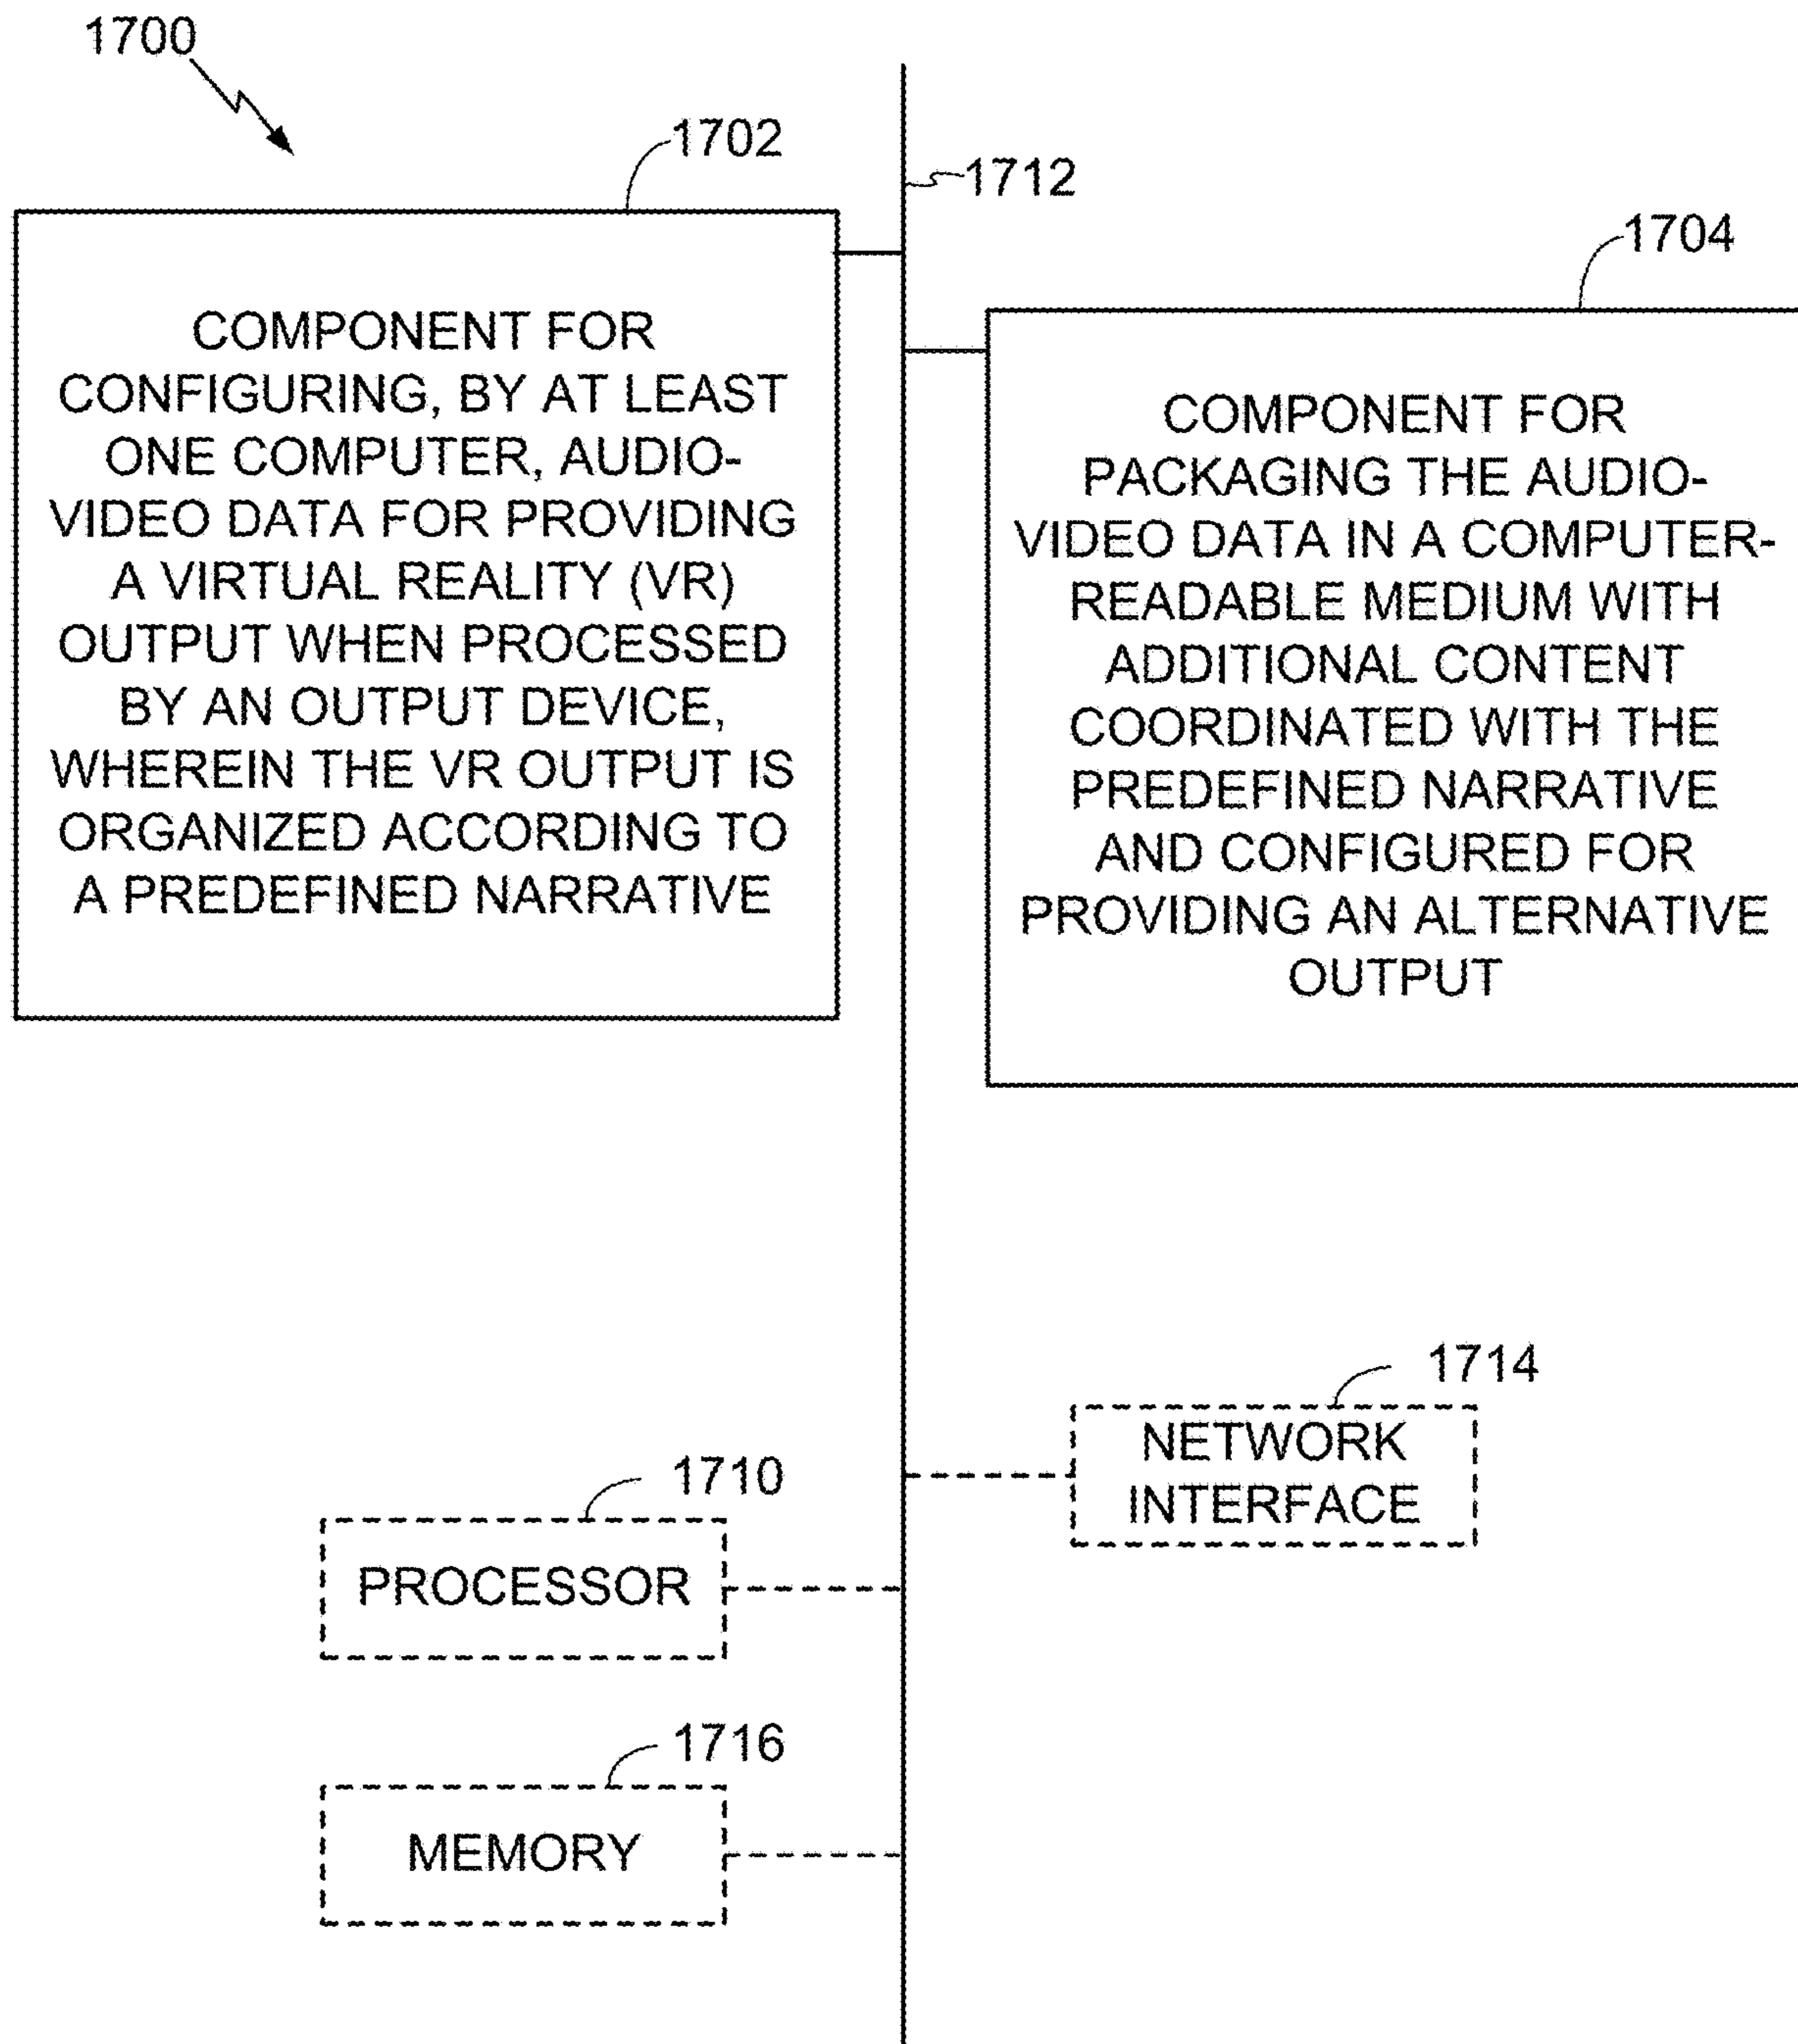 1700
1702
1712
1704
COMPONENT FOR
CONFIGURING, BY AT LEAST
ONE COMPUTER, AUDIO-
VIDEO DATA FOR PROVIDING
A VIRTUAL REALITY (VR)
OUTPUT WHEN PROCESSED
BY AN OUTPUT DEVICE,
WHEREIN THE VR OUTPUT IS
ORGANIZED ACCORDING TO
A PREDEFINED NARRATIVE
COMPONENT FOR
PACKAGING THE AUDIO-
VIDEO DATA IN A COMPUTER-
READABLE MEDIUM WITH
ADDITIONAL CONTENT
COORDINATED WITH THE
PREDEFINED NARRATIVE
AND CONFIGURED FOR
PROVIDING AN ALTERNATIVE
OUTPUT
1714
NETWORK
INTERFACE
1710
PROCESSOR
1716
MEMORY